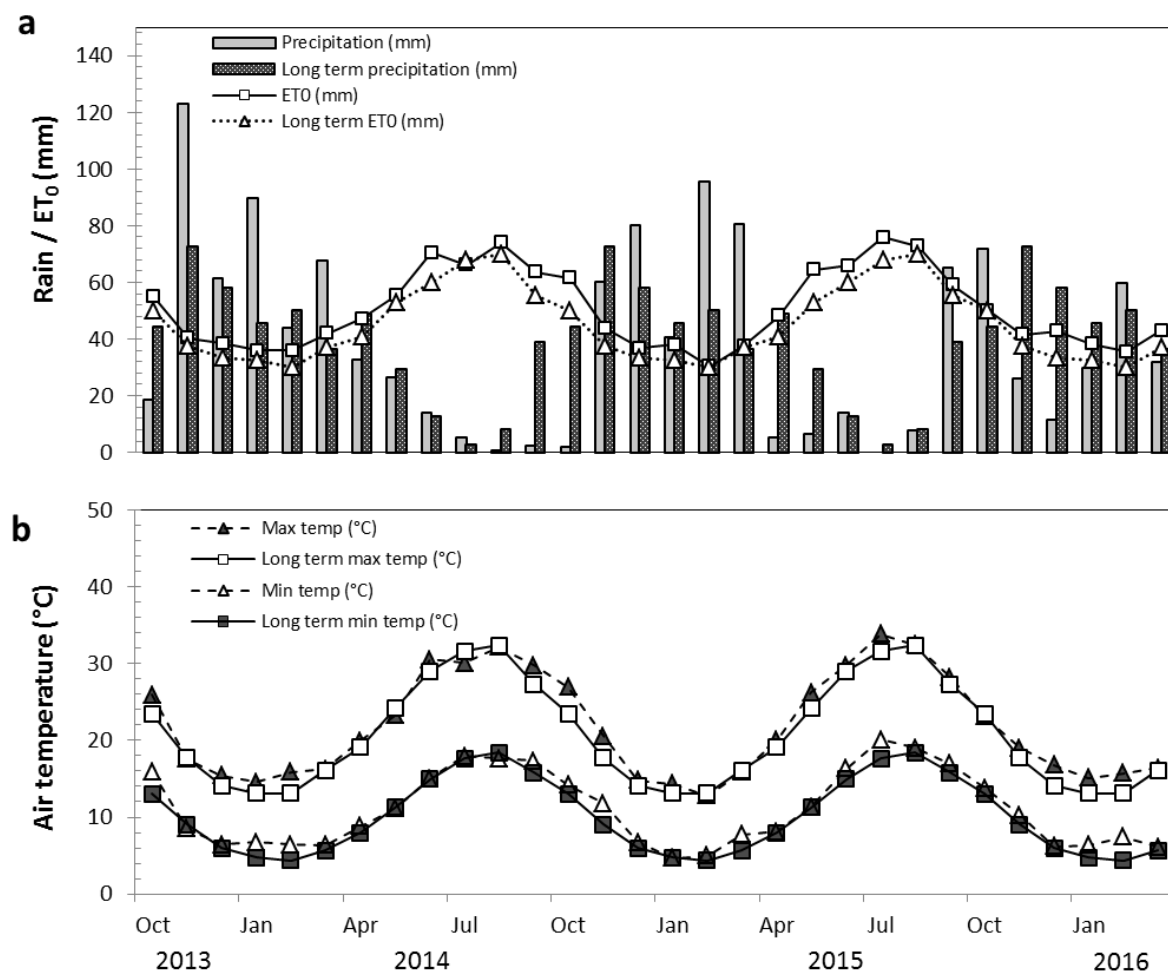 a
Rain / ET0 (mm)
140
120
100
80
60
40
20
0
Precipitation (mm)
Long term precipitation (mm)
ET0 (mm)
Long term ET0 (mm)
b
Air temperature (°C)
50
40
30
20
10
0
Max temp (°C)
Long term max temp (°C)
Min temp (°C)
Long term min temp (°C)
Oct Jan Apr Jul Oct Jan Apr Jul Oct Jan
2013 2014 2015 2016